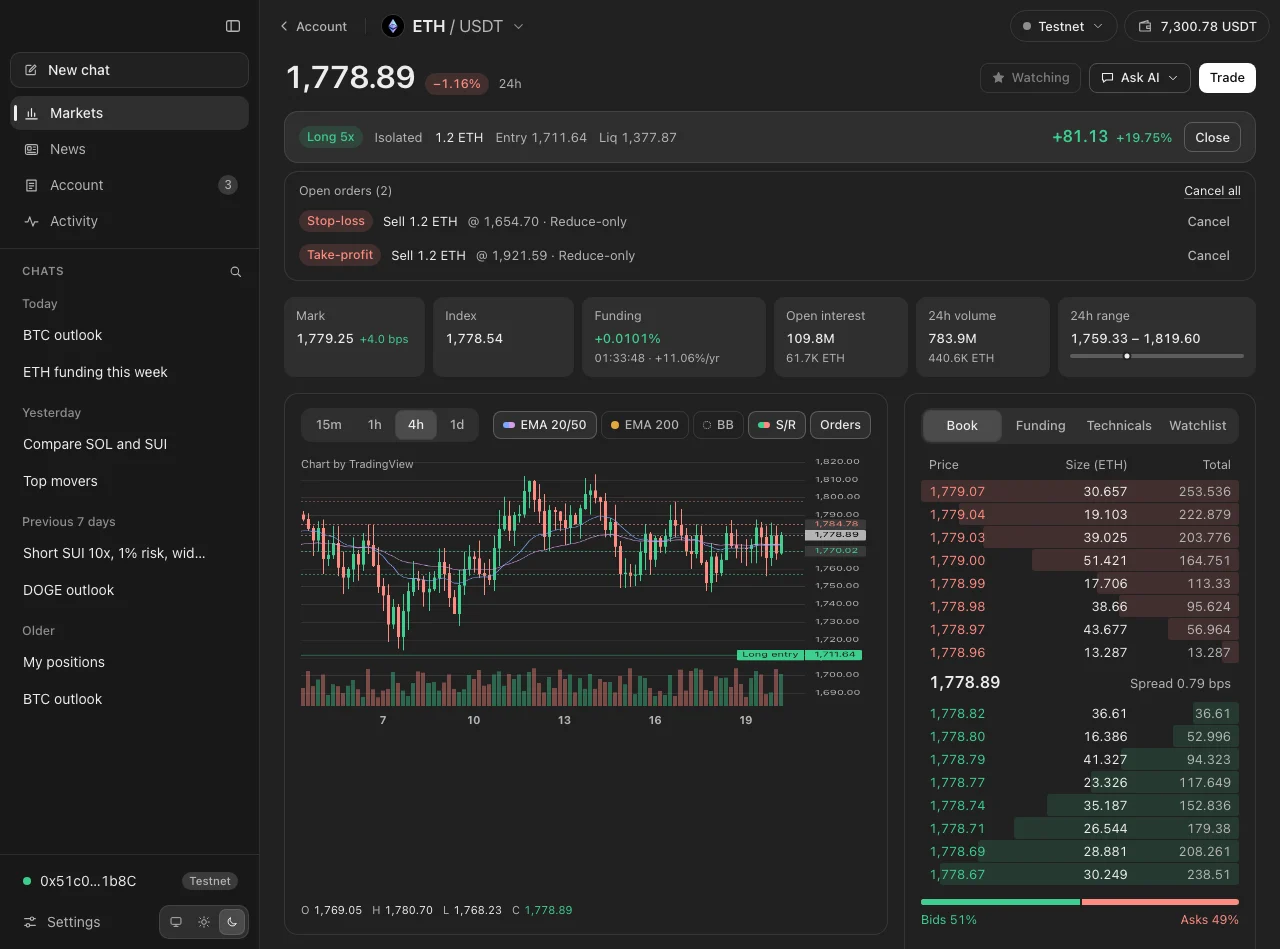 New chat
Markets
News
Account 3
Activity
CHATS
Today
BTC outlook
ETH funding this week
Yesterday
Compare SOL and SUI
Top movers
Previous 7 days
Short SUI 10x, 1% risk, wid...
DOGE outlook
Older
My positions
BTC outlook
0x51c0...1b8C Testnet
Settings
Account ETH / USDT Testnet 7,300.78 USDT
1,778.89 −1.16% 24h Watching Ask AI Trade
Long 5x Isolated 1.2 ETH Entry 1,711.64 Liq 1,377.87 +81.13 +19.75% Close
Open orders (2) Cancel all
Stop-loss Sell 1.2 ETH @ 1,654.70 · Reduce-only Cancel
Take-profit Sell 1.2 ETH @ 1,921.59 · Reduce-only Cancel
Mark
1,779.25 +4.0 bps
Index
1,778.54
Funding
+0.0101%
01:33:48 · +11.06%/yr
Open interest
109.8M
61.7K ETH
24h volume
783.9M
440.6K ETH
24h range
1,759.33 – 1,819.60
15m 1h 4h 1d EMA 20/50 EMA 200 BB S/R Orders
Chart by TradingView
1,820.00
1,810.00
1,800.00
1,790.00
1,784.78
1,778.89
1,770.02
1,760.00
1,750.00
1,740.00
1,730.00
1,720.00
Long entry 1,711.64
1,700.00
1,690.00
7 10 13 16 19
O 1,769.05 H 1,780.70 L 1,768.23 C 1,778.89
Book Funding Technicals Watchlist
Price Size (ETH) Total
1,779.07 30.657 253.536
1,779.04 19.103 222.879
1,779.03 39.025 203.776
1,779.00 51.421 164.751
1,778.99 17.706 113.33
1,778.98 38.66 95.624
1,778.97 43.677 56.964
1,778.96 13.287 13.287
1,778.89 Spread 0.79 bps
1,778.82 36.61 36.61
1,778.80 16.386 52.996
1,778.79 41.327 94.323
1,778.77 23.326 117.649
1,778.74 35.187 152.836
1,778.71 26.544 179.38
1,778.69 28.881 208.261
1,778.67 30.249 238.51
Bids 51% Asks 49%